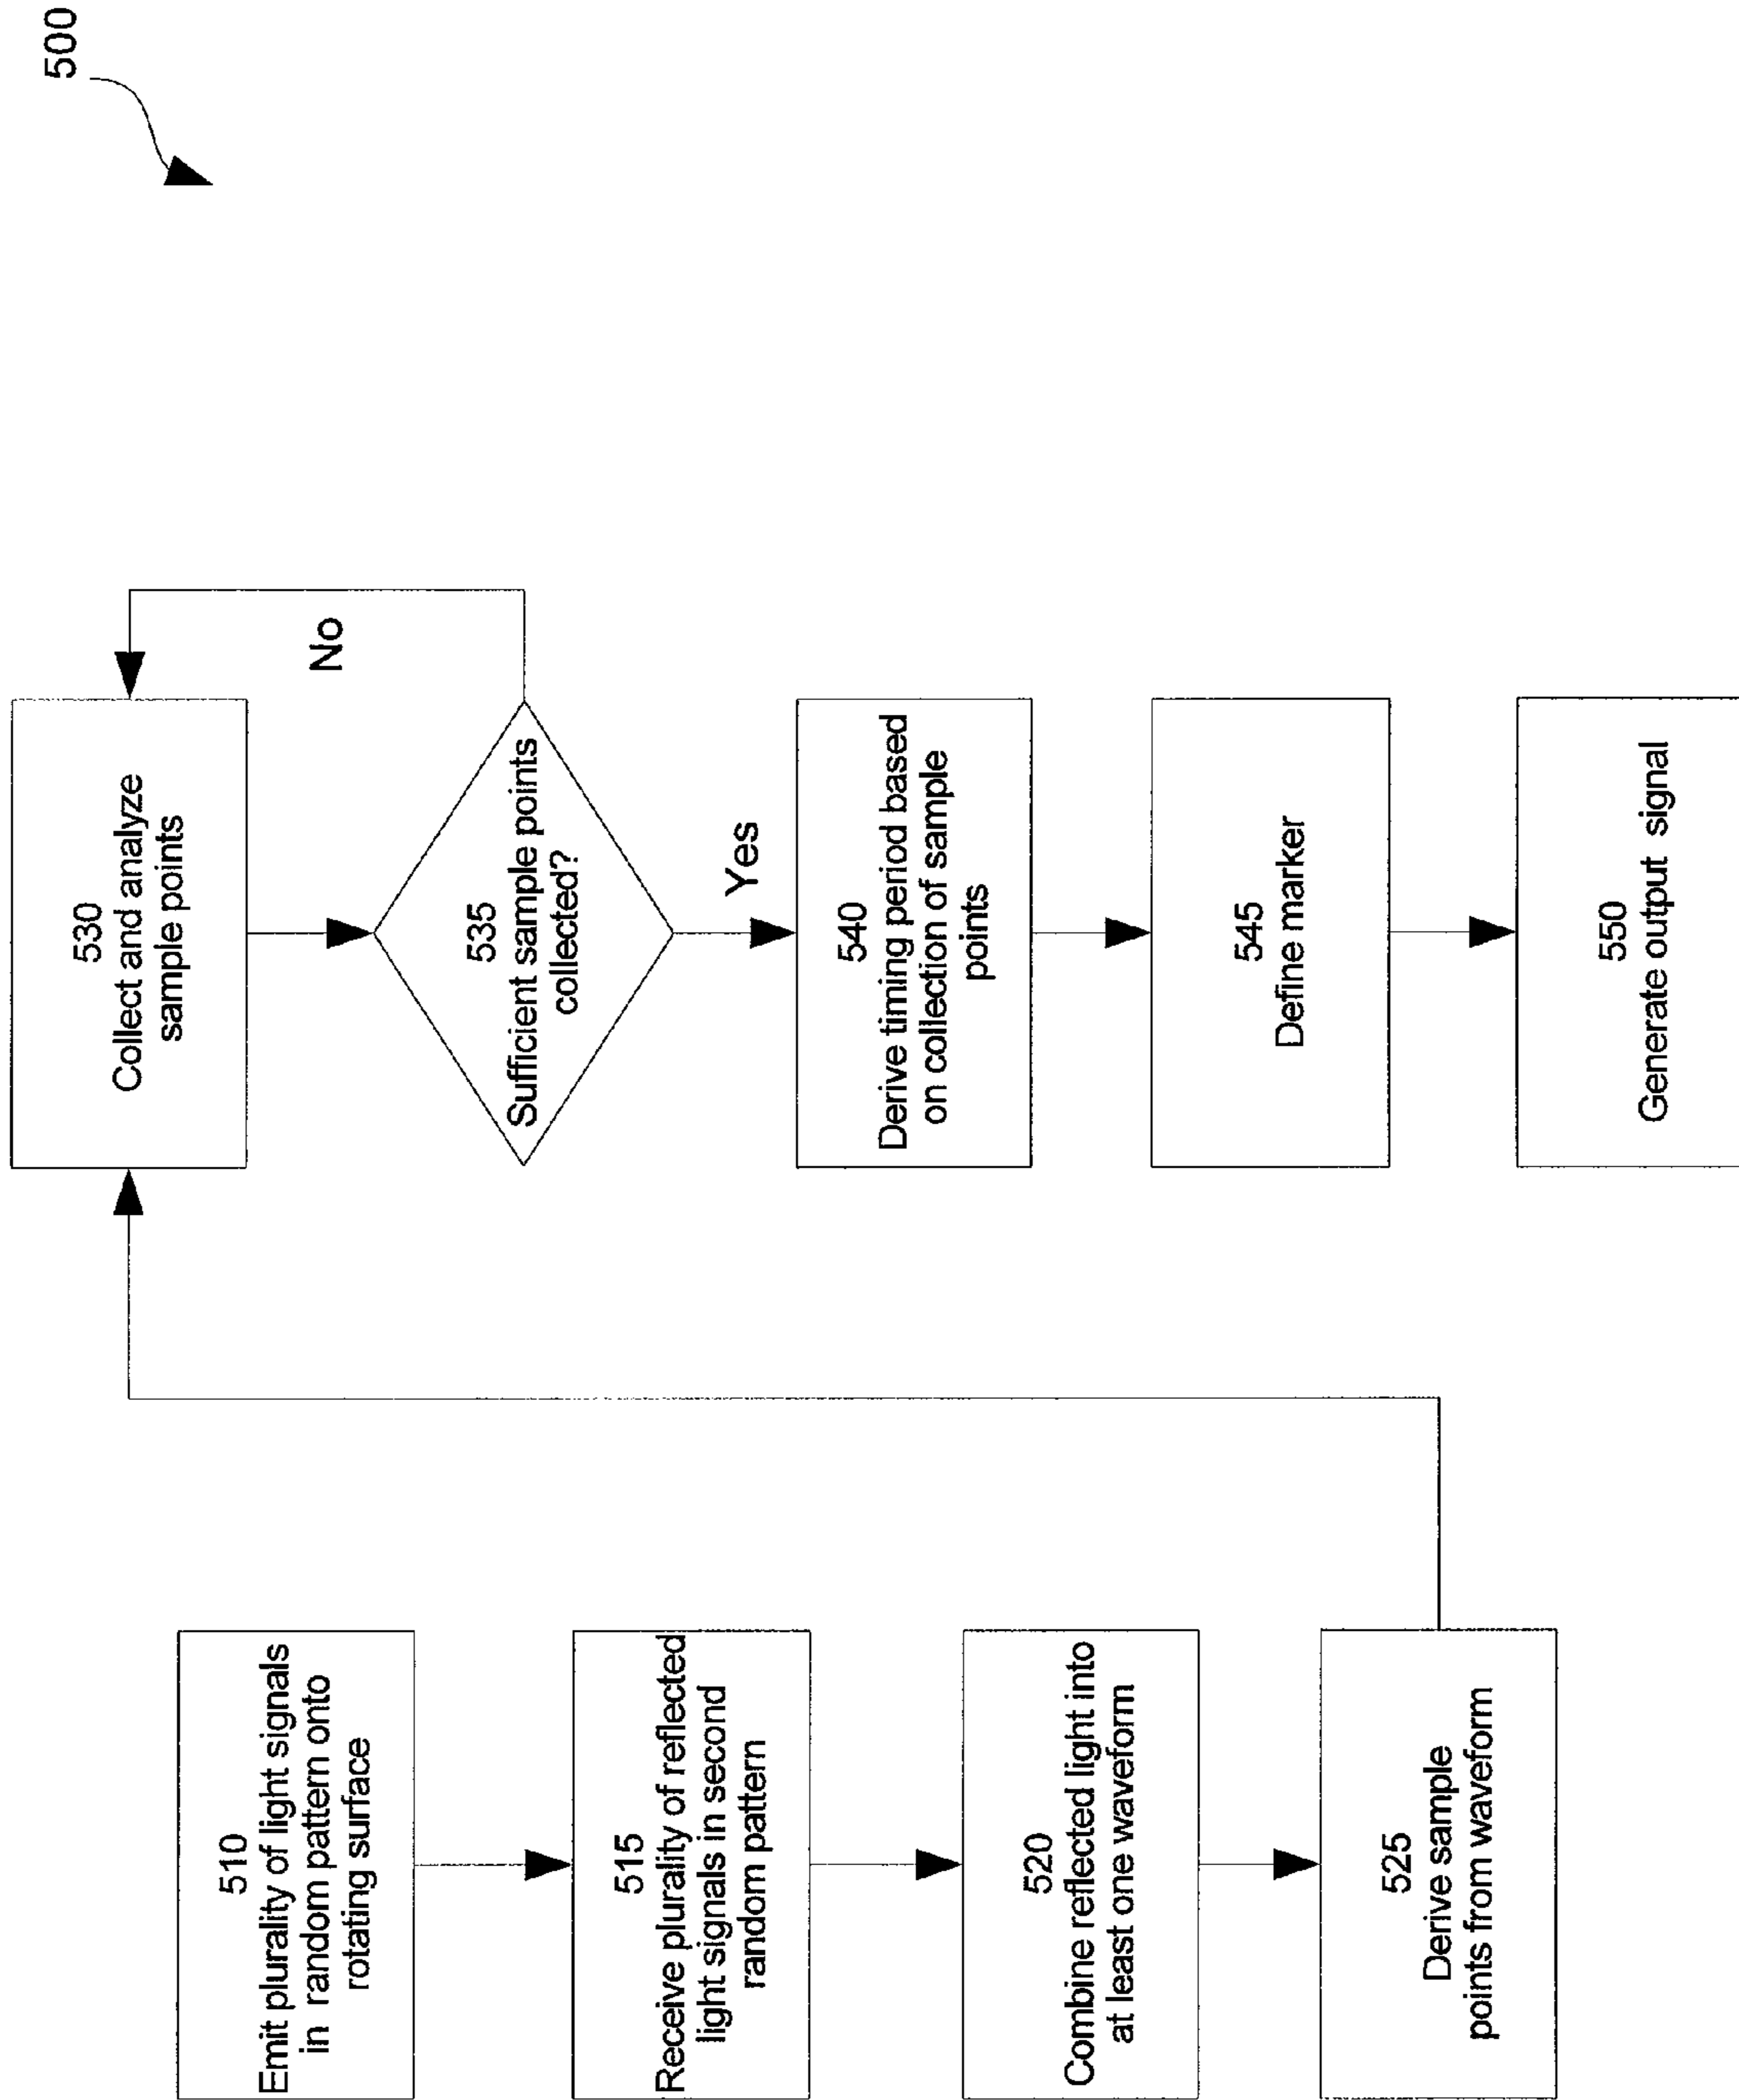 500
510
Emit plurality of light signals
in random pattern onto
rotating surface
515
Receive plurality of reflected
light signals in second
random pattern
520
Combine reflected light into
at least one waveform
525
Derive sample
points from waveform
530
Collect and analyze
sample points
535
Sufficient sample points
collected?
No
Yes
540
Derive timing period based
on collection of sample
points
545
Define marker
550
Generate output signal